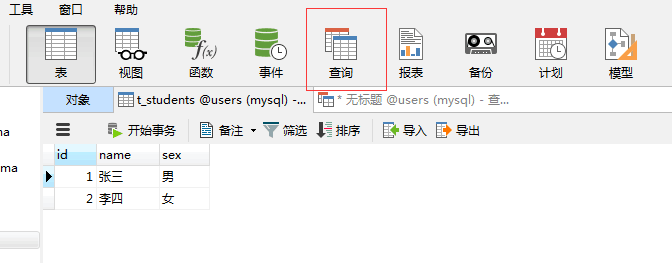 工具 窗口 帮助
表 视图 f(x) 函数 事件 查询 报表 备份 计划 模型
对象 t_students @users (mysql) -... * 无标题 @users (mysql) - 查...
ma
开始事务 备注 筛选 排序 导入 导出
id name sex
ma
1 张三 男
2 李四 女